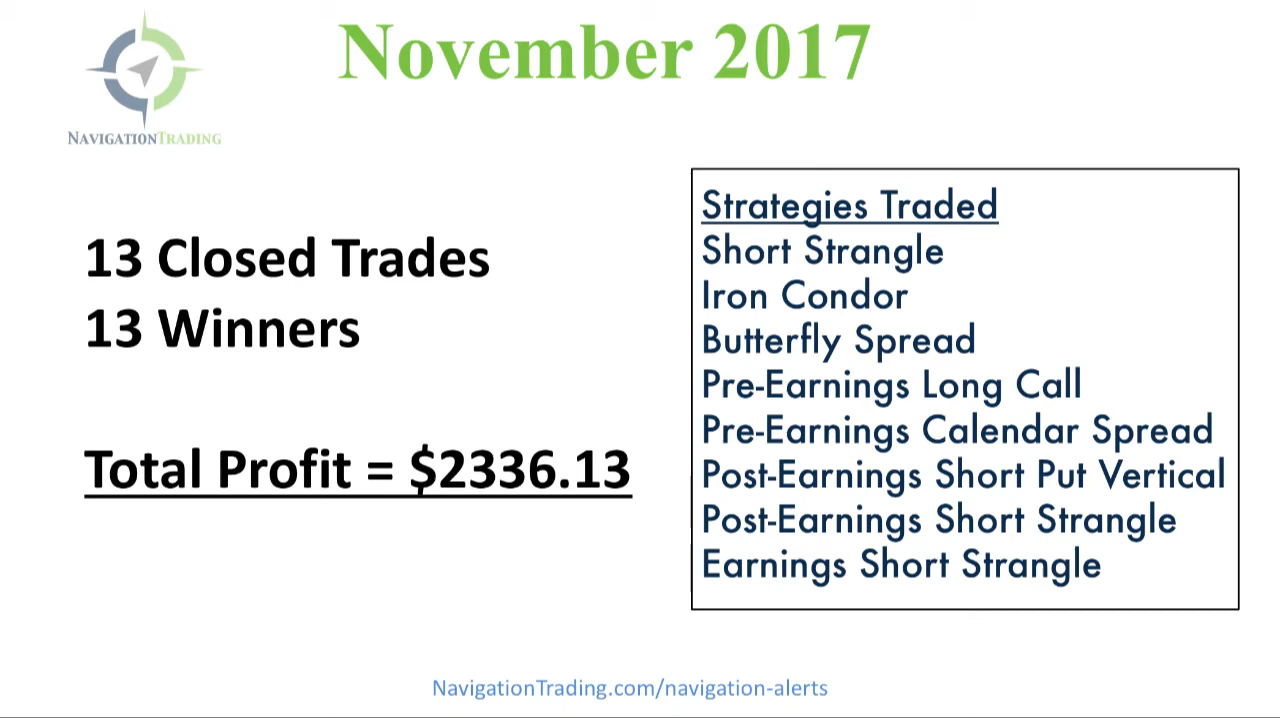 November 2017
NAVIGATIONTRADING
13 Closed Trades
13 Winners
Total Profit = $2336.13
Strategies Traded
Short Strangle
Iron Condor
Butterfly Spread
Pre-Earnings Long Call
Pre-Earnings Calendar Spread
Post-Earnings Short Put Vertical
Post-Earnings Short Strangle
Earnings Short Strangle
NavigationTrading.com/navigation-alerts